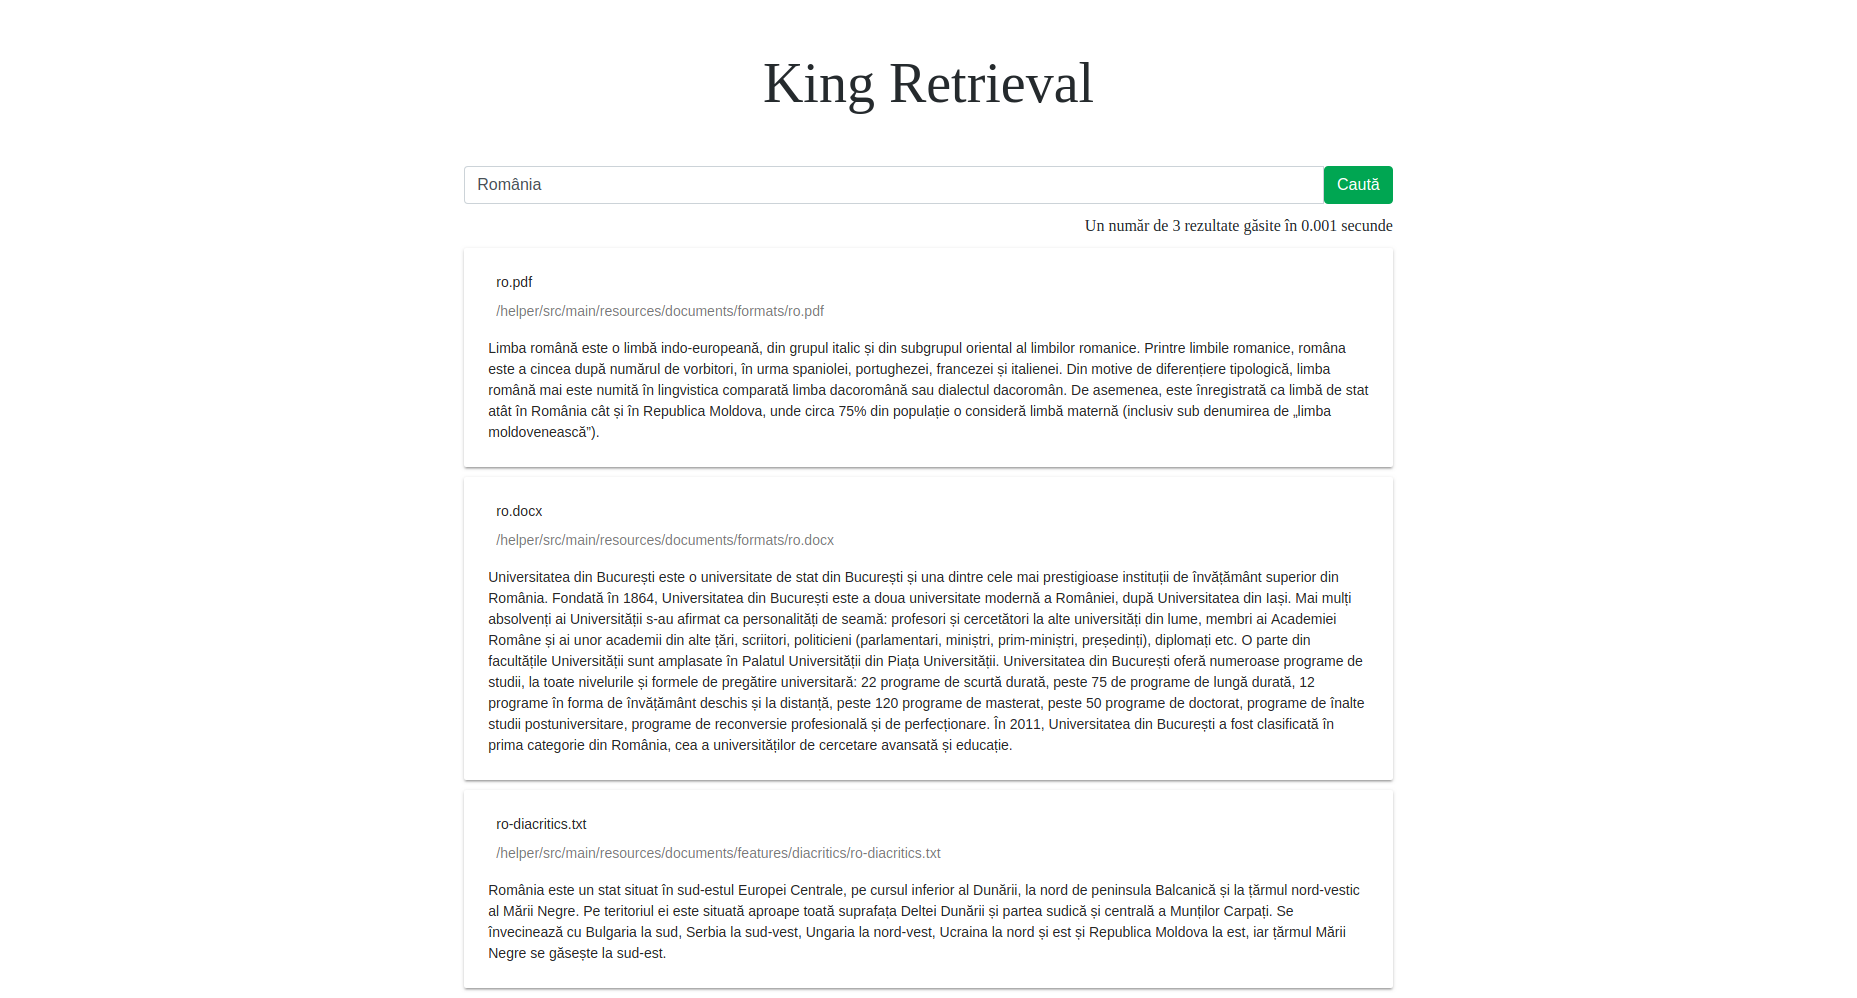 King Retrieval
România
Caută
Un număr de 3 rezultate găsite în 0.001 secunde
ro.pdf
/helper/src/main/resources/documents/formats/ro.pdf
Limba română este o limbă indo-europeană, din grupul italic și din subgrupul oriental al limbilor romanice. Printre limbile romanice, româna
este a cincea după numărul de vorbitori, în urma spaniolei, portughezei, francezei și italienei. Din motive de diferențiere tipologică, limba
română mai este numită în lingvistica comparată limba dacoromână sau dialectul dacoromân. De asemenea, este înregistrată ca limbă de stat
atât în România cât și în Republica Moldova, unde circa 75% din populație o consideră limbă maternă (inclusiv sub denumirea de „limba
moldovenească”).
ro.docx
/helper/src/main/resources/documents/formats/ro.docx
Universitatea din București este o universitate de stat din București și una dintre cele mai prestigioase instituții de învățământ superior din
România. Fondată în 1864, Universitatea din București este a doua universitate modernă a României, după Universitatea din Iași. Mai mulți
absolvenți ai Universității s-au afirmat ca personalități de seamă: profesori și cercetători la alte universități din lume, membri ai Academiei
Române și ai unor academii din alte țări, scriitori, politicieni (parlamentari, miniștri, prim-miniștri, președinți), diplomați etc. O parte din
facultățile Universității sunt amplasate în Palatul Universității din Piața Universității. Universitatea din București oferă numeroase programe de
studii, la toate nivelurile și formele de pregătire universitară: 22 programe de scurtă durată, peste 75 de programe de lungă durată, 12
programe în forma de învățământ deschis și la distanță, peste 120 programe de masterat, peste 50 programe de doctorat, programe de înalte
studii postuniversitare, programe de reconversie profesională și de perfecționare. În 2011, Universitatea din București a fost clasificată în
prima categorie din România, cea a universităților de cercetare avansată și educație.
ro-diacritics.txt
/helper/src/main/resources/documents/features/diacritics/ro-diacritics.txt
România este un stat situat în sud-estul Europei Centrale, pe cursul inferior al Dunării, la nord de peninsula Balcanică și la țărmul nord-vestic
al Mării Negre. Pe teritoriul ei este situată aproape toată suprafața Deltei Dunării și partea sudică și centrală a Munților Carpați. Se
învecinează cu Bulgaria la sud, Serbia la sud-vest, Ungaria la nord-vest, Ucraina la nord și est și Republica Moldova la est, iar țărmul Mării
Negre se găsește la sud-est.